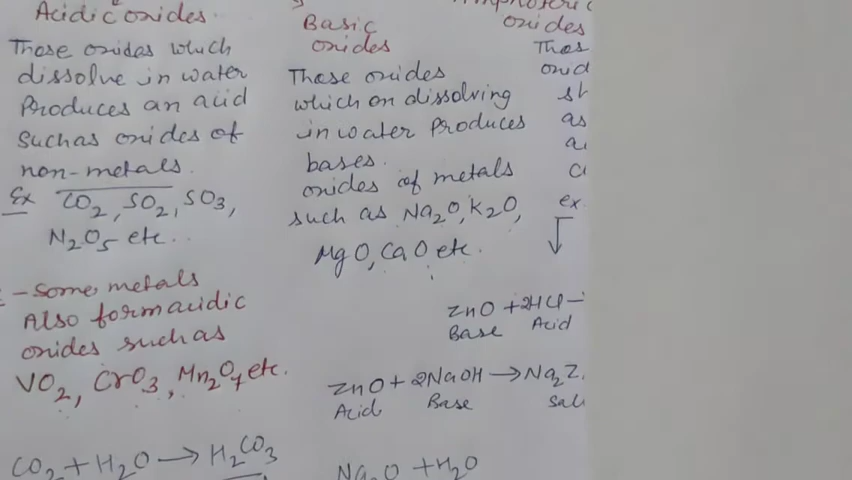 Acidic oxides.
Those oxides which
dissolve in water
Produces an acid
Such as oxides of
non-metals.
Ex CO2, SO2, SO3,
N2O5 etc..
- Some metals
Also form acidic
oxides such as
VO2, CrO3, Mn2O7 etc.
CO2 + H2O → H2CO3
Basic
oxides
These oxides
which on dissolving
in water Produces
bases.
oxides of metals
such as Na2O, K2O,
MgO, CaO etc.
oxides
ex.
ZnO + 2HCl
Base Acid
ZnO + 2NaOH → Na2Z
Acid Base
Na2O + H2O